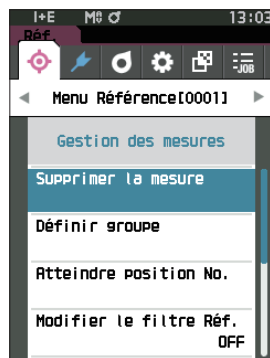 I+E M0 13:03
Réf.
-JOB
Menu Référence[0001]
Gestion des mesures
Supprimer la mesure
Définir groupe
Atteindre position No.
Modifier le filtre Réf.
OFF